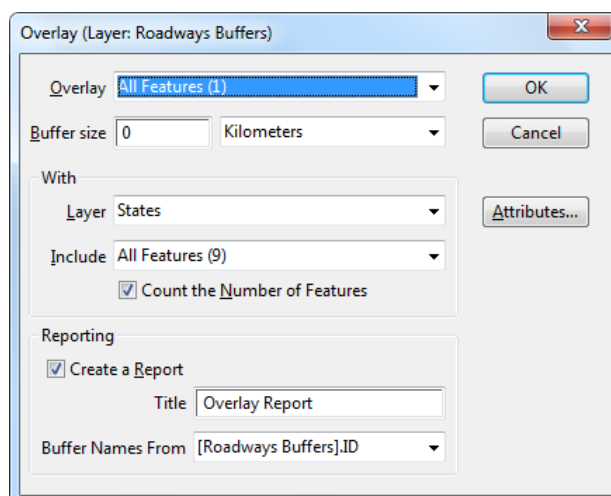 Overlay (Layer: Roadways Buffers)
Overlay All Features (1) OK
Buffer size 0 Kilometers Cancel
With
Layer States Attributes...
Include All Features (9)
Count the Number of Features
Reporting
Create a Report
Title Overlay Report
Buffer Names From [Roadways Buffers].ID